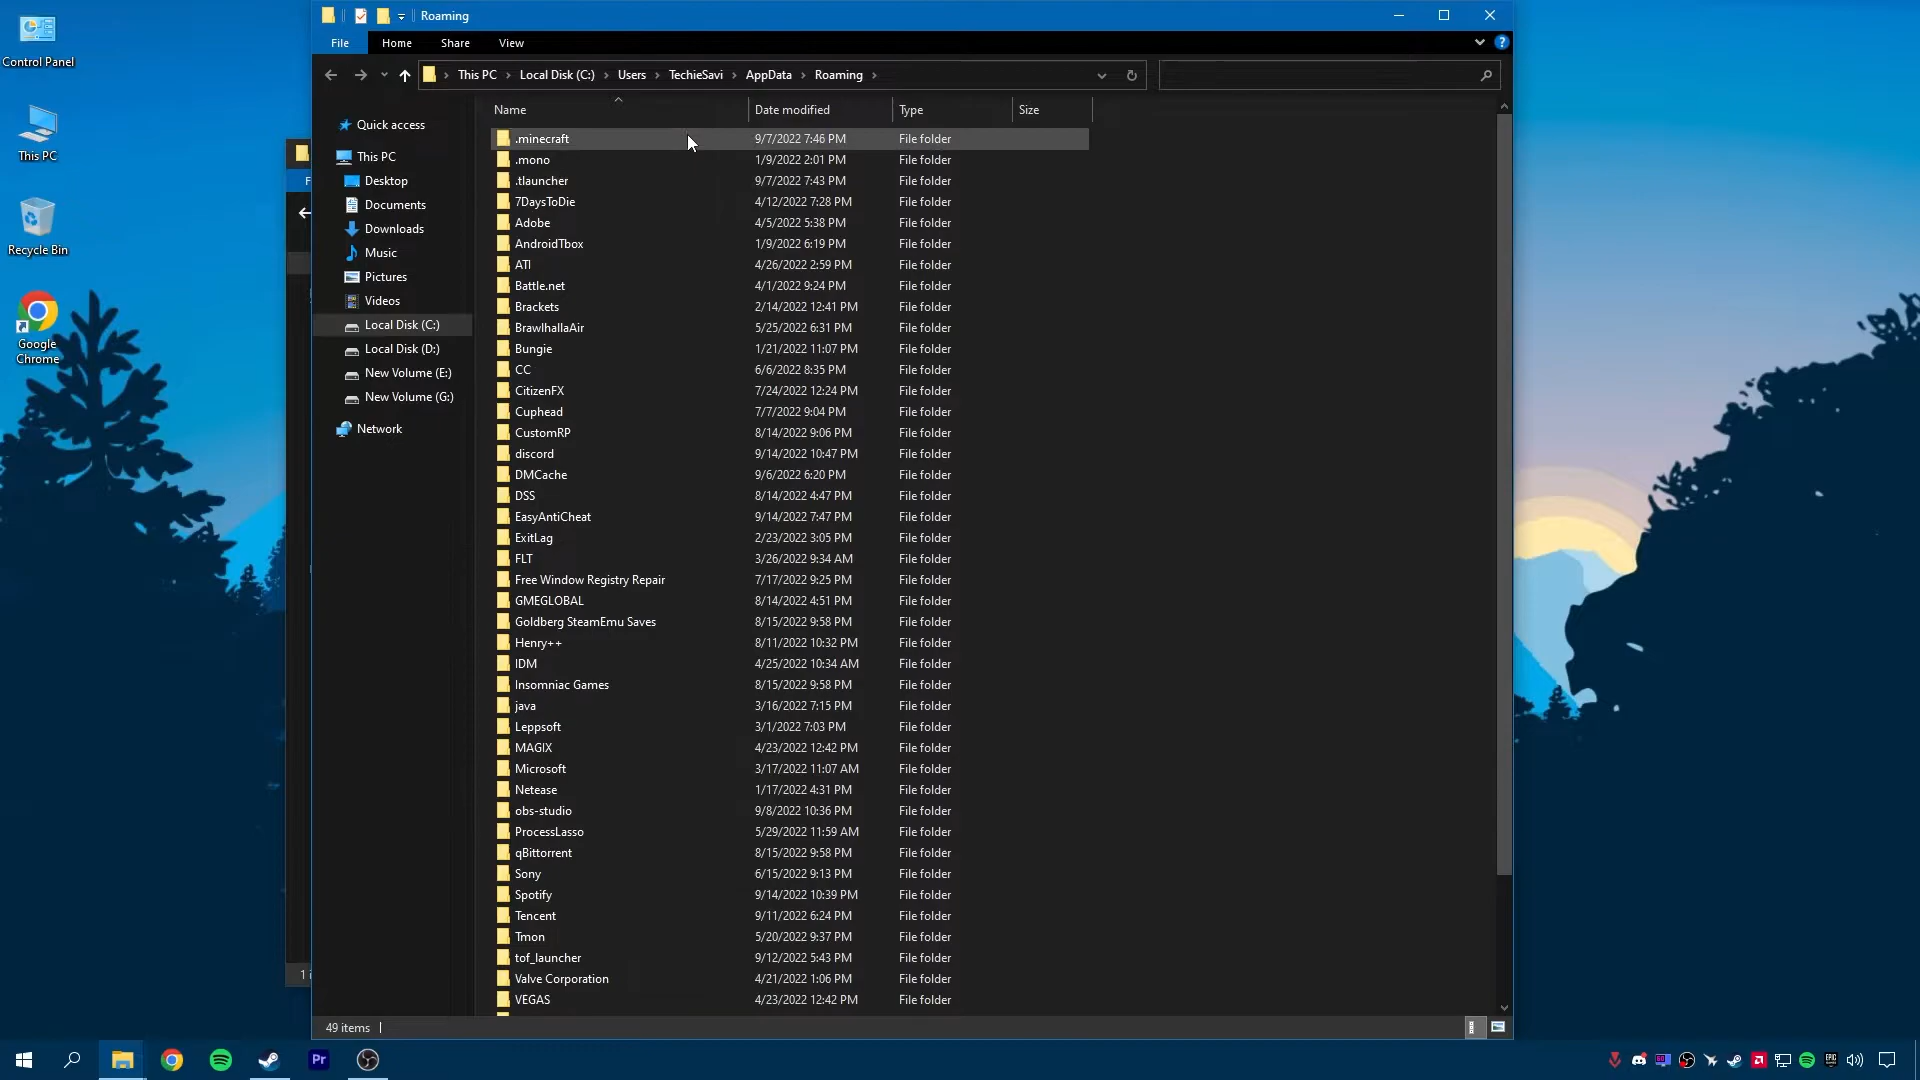 Control Panel
This PC
Recycle Bin
Google
Chrome
Roaming
File Home Share View
This PC Local Disk (C:) Users TechieSavi AppData Roaming
Name Date modified Type Size
Quick access
This PC
Desktop
Documents
Downloads
Music
Pictures
Videos
Local Disk (C:)
Local Disk (D:)
New Volume (E:)
New Volume (G:)
Network
.minecraft 9/7/2022 7:46 PM File folder
.mono 1/9/2022 2:01 PM File folder
.tlauncher 9/7/2022 7:43 PM File folder
7DaysToDie 4/12/2022 7:28 PM File folder
Adobe 4/5/2022 5:38 PM File folder
AndroidTbox 1/9/2022 6:19 PM File folder
ATI 4/26/2022 2:59 PM File folder
Battle.net 4/1/2022 9:24 PM File folder
Brackets 2/14/2022 12:41 PM File folder
BrawlhallaAir 5/25/2022 6:31 PM File folder
Bungie 1/21/2022 11:07 PM File folder
CC 6/6/2022 8:35 PM File folder
CitizenFX 7/24/2022 12:24 PM File folder
Cuphead 7/7/2022 9:04 PM File folder
CustomRP 8/14/2022 9:06 PM File folder
discord 9/14/2022 10:47 PM File folder
DMCache 9/6/2022 6:20 PM File folder
DSS 8/14/2022 4:47 PM File folder
EasyAntiCheat 9/14/2022 7:47 PM File folder
ExitLag 2/23/2022 3:05 PM File folder
FLT 3/26/2022 9:34 AM File folder
Free Window Registry Repair 7/17/2022 9:25 PM File folder
GMEGLOBAL 8/14/2022 4:51 PM File folder
Goldberg SteamEmu Saves 8/15/2022 9:58 PM File folder
Henry++ 8/11/2022 10:32 PM File folder
IDM 4/25/2022 10:34 AM File folder
Insomniac Games 8/15/2022 9:58 PM File folder
java 3/16/2022 7:15 PM File folder
Leppsoft 3/1/2022 7:03 PM File folder
MAGIX 4/23/2022 12:42 PM File folder
Microsoft 3/17/2022 11:07 AM File folder
Netease 1/17/2022 4:31 PM File folder
obs-studio 9/8/2022 10:36 PM File folder
ProcessLasso 5/29/2022 11:59 AM File folder
qBittorrent 8/15/2022 9:58 PM File folder
Sony 6/15/2022 9:13 PM File folder
Spotify 9/14/2022 10:39 PM File folder
Tencent 9/11/2022 6:24 PM File folder
Tmon 5/20/2022 9:37 PM File folder
tof_launcher 9/12/2022 5:43 PM File folder
Valve Corporation 4/21/2022 1:06 PM File folder
VEGAS 4/23/2022 12:42 PM File folder
49 items
Pr